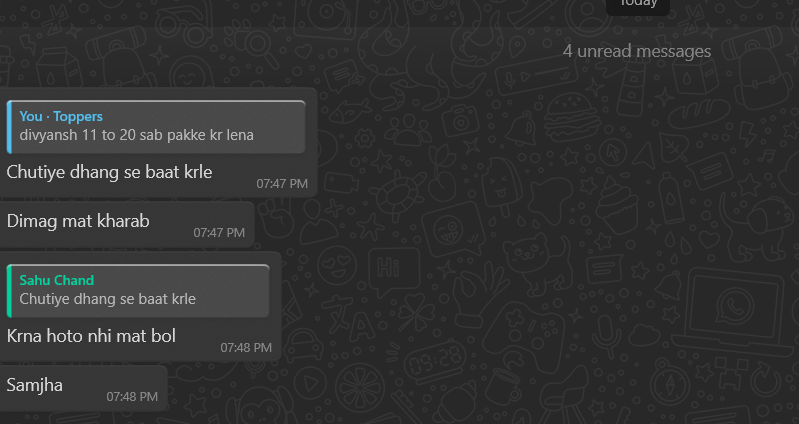 Today
4 unread messages
You · Toppers
divyansh 11 to 20 sab pakke kr lena
Chutiye dhang se baat krle
07:47 PM
Dimag mat kharab
07:47 PM
Sahu Chand
Chutiye dhang se baat krle
Krna hoto nhi mat bol
07:48 PM
Samjha
07:48 PM